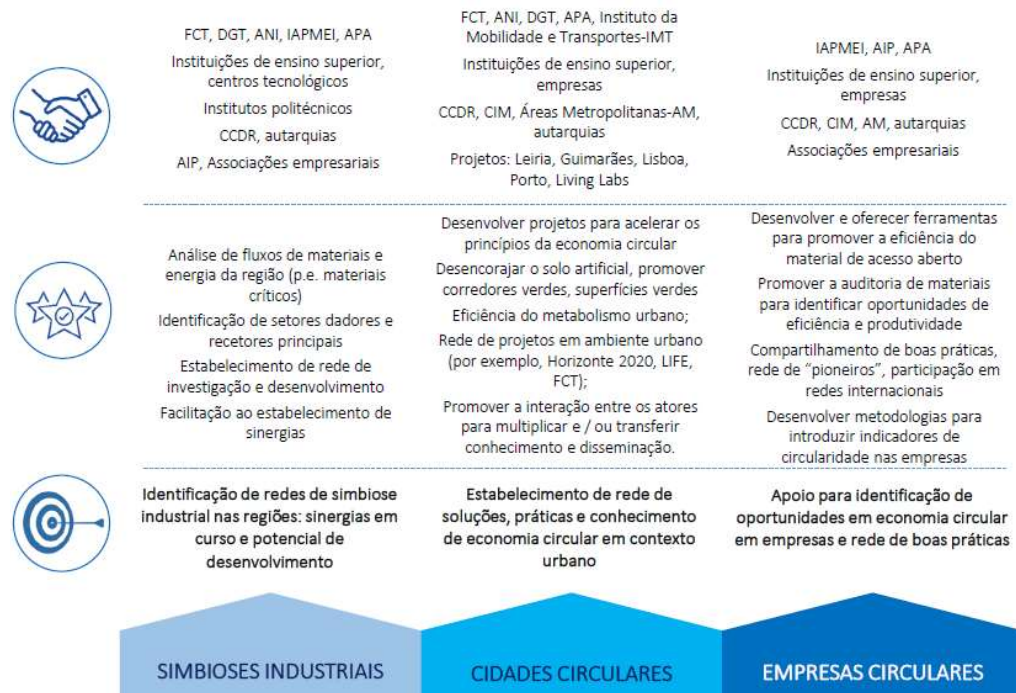 FCT, DGT, ANI, IAPMEI, APA
Instituições de ensino superior,
centros tecnológicos
Institutos politécnicos
CCDR, autarquias
AIP, Associações empresariais
FCT, ANI, DGT, APA, Instituto da
Mobilidade e Transportes-IMT
Instituições de ensino superior,
empresas
CCDR, CIM, Áreas Metropolitanas-AM,
autarquias
Projetos: Leiria, Guimarães, Lisboa,
Porto, Living Labs
IAPMEI, AIP, APA
Instituições de ensino superior,
empresas
CCDR, CIM, AM, autarquias
Associações empresariais
Análise de fluxos de materiais e
energia da região (p.e. materiais
críticos)
Identificação de setores dadores e
recetores principais
Estabelecimento de rede de
investigação e desenvolvimento
Facilitação ao estabelecimento de
sinergias
Desenvolver projetos para acelerar os
princípios da economia circular
Desencorajar o solo artificial, promover
corredores verdes, superfícies verdes
Eficiência do metabolismo urbano;
Rede de projetos em ambiente urbano
(por exemplo, Horizonte 2020, LIFE,
FCT);
Promover a interação entre os atores
para multiplicar e / ou transferir
conhecimento e disseminação.
Desenvolver e oferecer ferramentas
para promover a eficiência do
material de acesso aberto
Promover a auditoria de materiais
para identificar oportunidades de
eficiência e produtividade
Compartilhamento de boas práticas,
rede de “pioneiros”, participação em
redes internacionais
Desenvolver metodologias para
introduzir indicadores de
circularidade nas empresas
Identificação de redes de simbiose
industrial nas regiões: sinergias em
curso e potencial de
desenvolvimento
Estabelecimento de rede de
soluções, práticas e conhecimento
de economia circular em contexto
urbano
Apoio para identificação de
oportunidades em economia circular
em empresas e rede de boas práticas
SIMBIOSES INDUSTRIAIS
CIDADES CIRCULARES
EMPRESAS CIRCULARES